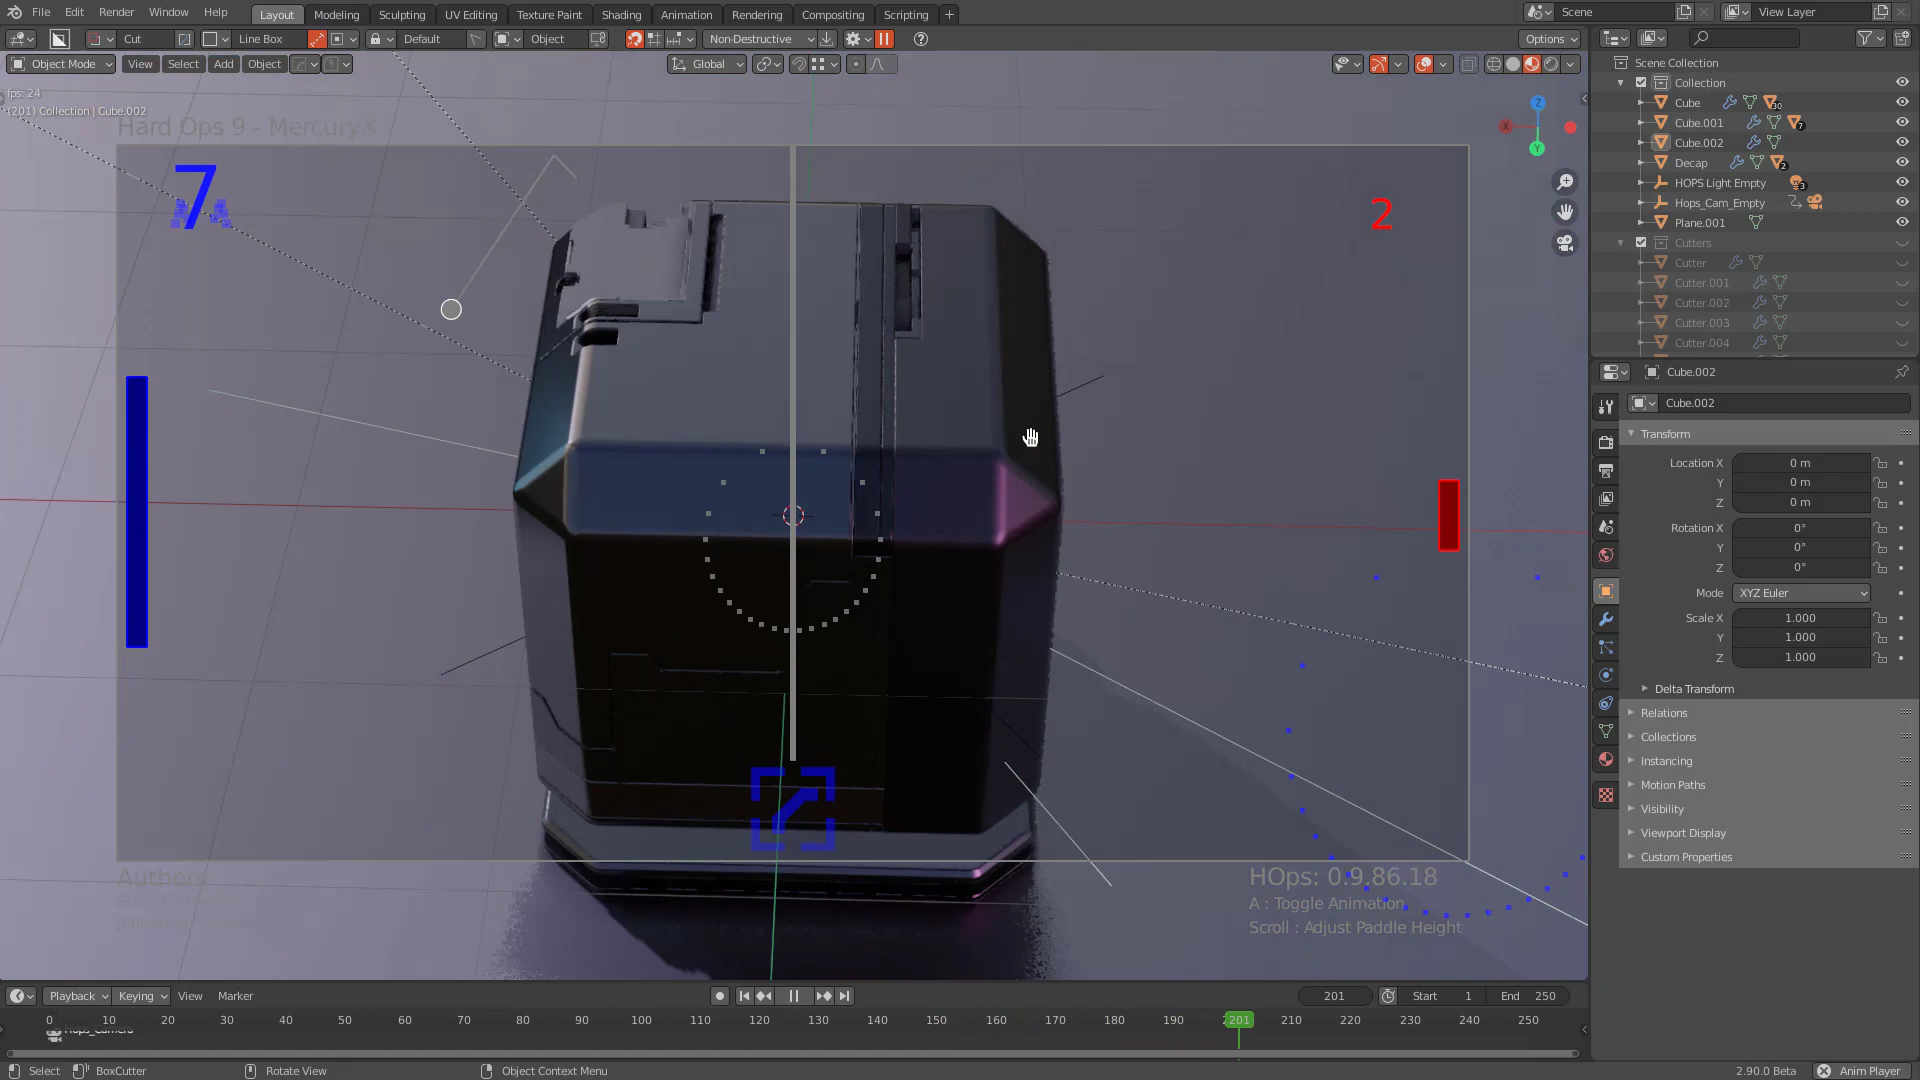 File Edit Render Window Help Layout Modeling Sculpting UV Editing Texture Paint Shading Animation Rendering Compositing Scripting + Scene View Layer
Cut Line Box Default Object Non-Destructive Options
Object Mode View Select Add Object Global
fps: 24
(201) Collection | Cube.002
Hard Ops 9 - MercuryX
7
2
X
Y
Z
Authors
HOps: 0.9.86.18
A : Toggle Animation
Scroll : Adjust Paddle Height
Scene Collection
Collection
Cube 30
Cube.001 7
Cube.002
Decap 2
HOPS Light Empty 3
Hops_Cam_Empty
Plane.001
Cutters
Cutter
Cutter.001
Cutter.002
Cutter.003
Cutter.004
Cube.002
Cube.002
Transform
Location X 0 m
Y 0 m
Z 0 m
Rotation X 0°
Y 0°
Z 0°
Mode XYZ Euler
Scale X 1.000
Y 1.000
Z 1.000
Delta Transform
Relations
Collections
Instancing
Motion Paths
Visibility
Viewport Display
Custom Properties
Playback Keying View Marker 201 Start 1 End 250
0 10 20 30 40 50 60 70 80 90 100 110 120 130 140 150 160 170 180 190 201 210 220 230 240 250
Hops_Camera
Select BoxCutter Rotate View Object Context Menu 2.90.0 Beta Anim Player